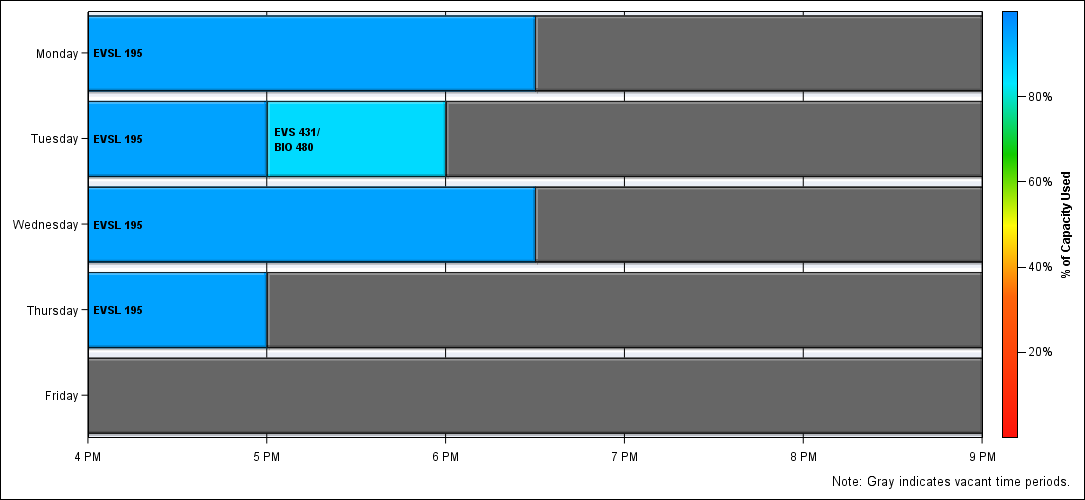 Monday
EVSL 195
Tuesday
EVSL 195
EVS 431/
BIO 480
Wednesday
EVSL 195
Thursday
EVSL 195
Friday
4 PM
5 PM
6 PM
7 PM
8 PM
9 PM
80%
60%
40%
20%
% of Capacity Used
Note: Gray indicates vacant time periods.